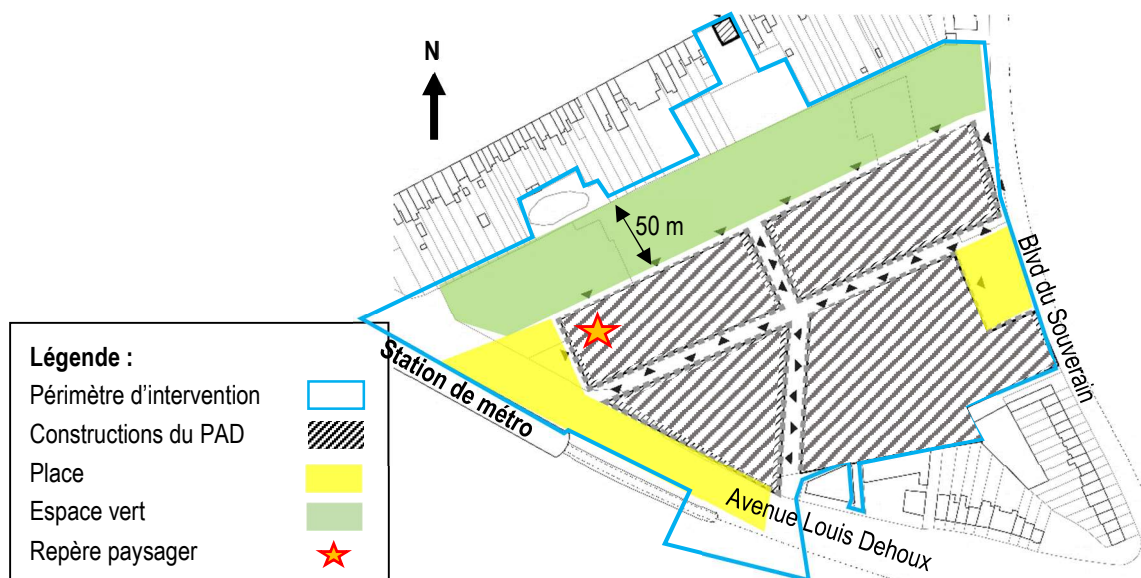 N
50 m
Blvd du Souverain
Station de métro
Avenue Louis Dehoux
Légende :
Périmètre d'intervention
Constructions du PAD
Place
Espace vert
Repère paysager